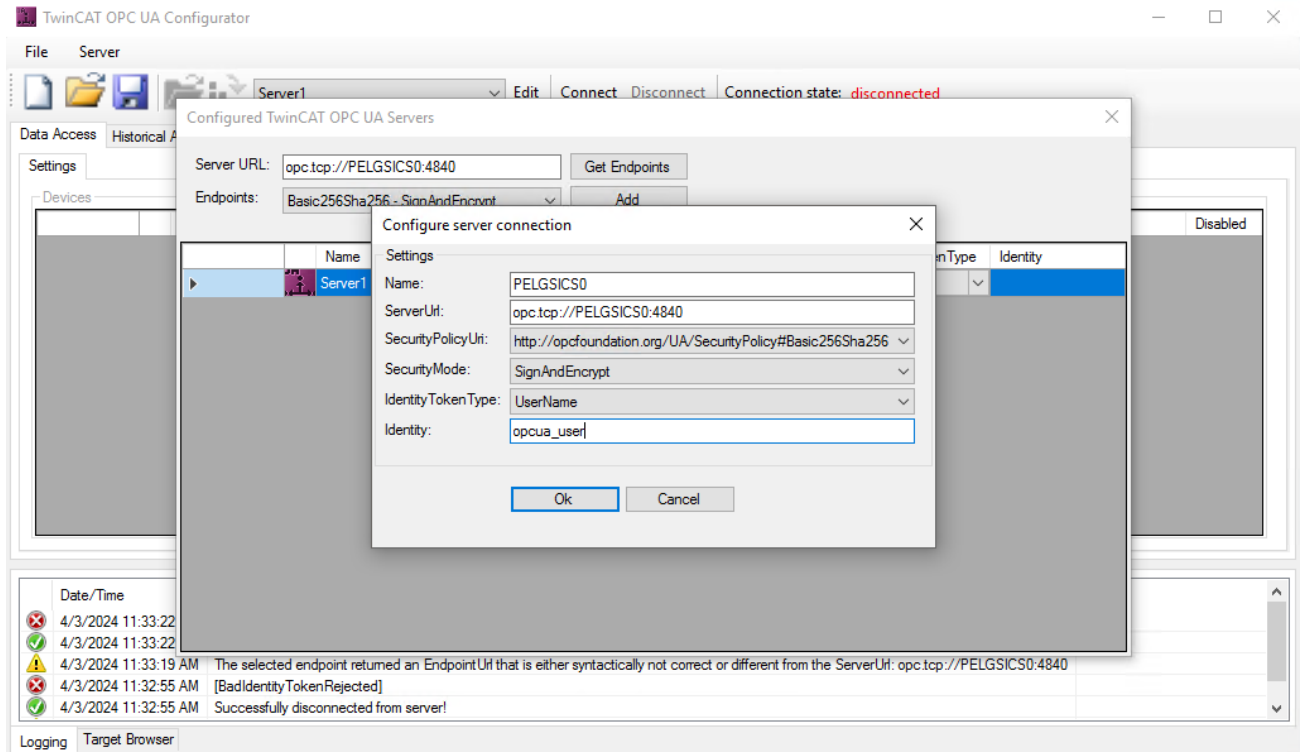 TwinCAT OPC UA Configurator
File Server
Server1 Edit Connect Disconnect Connection state: disconnected
Configured TwinCAT OPC UA Servers
Data Access Historical A
Server URL: opc.tcp://PELGSICS0:4840 Get Endpoints
Settings
Endpoints: Basic256Sha256 - SignAndEncrypt Add
Devices
Configure server connection
Disabled
Name Settings enType Identity
Server1 Name: PELGSICS0
ServerUrl: opc.tcp://PELGSICS0:4840
SecurityPolicyUri: http://opcfoundation.org/UA/SecurityPolicy#Basic256Sha256
SecurityMode: SignAndEncrypt
IdentityTokenType: UserName
Identity: opcua_user
Ok Cancel
Date/Time
4/3/2024 11:33:22
4/3/2024 11:33:22
4/3/2024 11:33:19 AM The selected endpoint returned an EndpointUrl that is either syntactically not correct or different from the ServerUrl: opc.tcp://PELGSICS0:4840
4/3/2024 11:32:55 AM [BadIdentityTokenRejected]
4/3/2024 11:32:55 AM Successfully disconnected from server!
Logging Target Browser